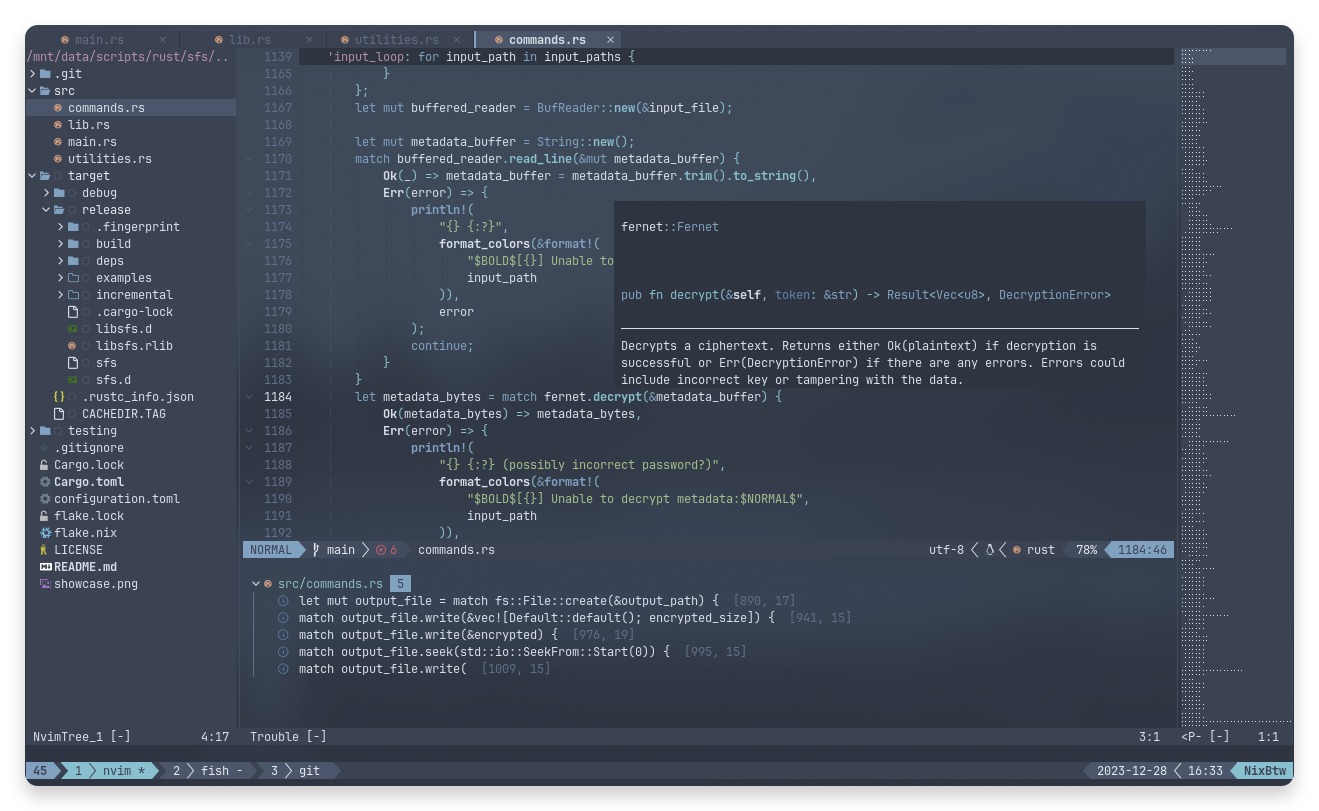 main.rs ×
lib.rs ×
utilities.rs ×
commands.rs ×
/mnt/data/scripts/rust/sfs/..
.git
src
commands.rs
lib.rs
main.rs
utilities.rs
target
debug
release
.fingerprint
build
deps
examples
incremental
.cargo-lock
libsfs.d
libsfs.rlib
sfs
sfs.d
.rustc_info.json
CACHEDIR.TAG
testing
.gitignore
Cargo.lock
Cargo.toml
configuration.toml
flake.lock
flake.nix
LICENSE
README.md
showcase.png
NvimTree_1 [-] 4:17
1139 'input_loop: for input_path in input_paths {
1165 }
1166 };
1167 let mut buffered_reader = BufReader::new(&input_file);
1168
1169 let mut metadata_buffer = String::new();
1170 match buffered_reader.read_line(&mut metadata_buffer) {
1171 Ok(_) => metadata_buffer = metadata_buffer.trim().to_string(),
1172 Err(error) => {
1173 println!(
1174 "{} {:?}",
1175 format_colors(&format!(
1176 "$BOLD$[{}] Unable to
1177 input_path
1178 )),
1179 error
1180 );
1181 continue;
1182 }
1183 }
1184 let metadata_bytes = match fernet.decrypt(&metadata_buffer) {
1185 Ok(metadata_bytes) => metadata_bytes,
1186 Err(error) => {
1187 println!(
1188 "{} {:?} (possibly incorrect password?)",
1189 format_colors(&format!(
1190 "$BOLD$[{}] Unable to decrypt metadata:$NORMAL$",
1191 input_path
1192 )),
fernet::Fernet
pub fn decrypt(&self, token: &str) -> Result<Vec<u8>, DecryptionError>
Decrypts a ciphertext. Returns either Ok(plaintext) if decryption is
successful or Err(DecryptionError) if there are any errors. Errors could
include incorrect key or tampering with the data.
NORMAL main 6 commands.rs utf-8 rust 78% 1184:46
src/commands.rs 5
let mut output_file = match fs::File::create(&output_path) { [890, 17]
match output_file.write(&vec![Default::default(); encrypted_size]) { [941, 15]
match output_file.write(&encrypted) { [976, 19]
match output_file.seek(std::io::SeekFrom::Start(0)) { [995, 15]
match output_file.write( [1009, 15]
Trouble [-] 3:1
<P- [-] 1:1
45 1 nvim * 2 fish - 3 git 2023-12-28 16:33 NixBtw